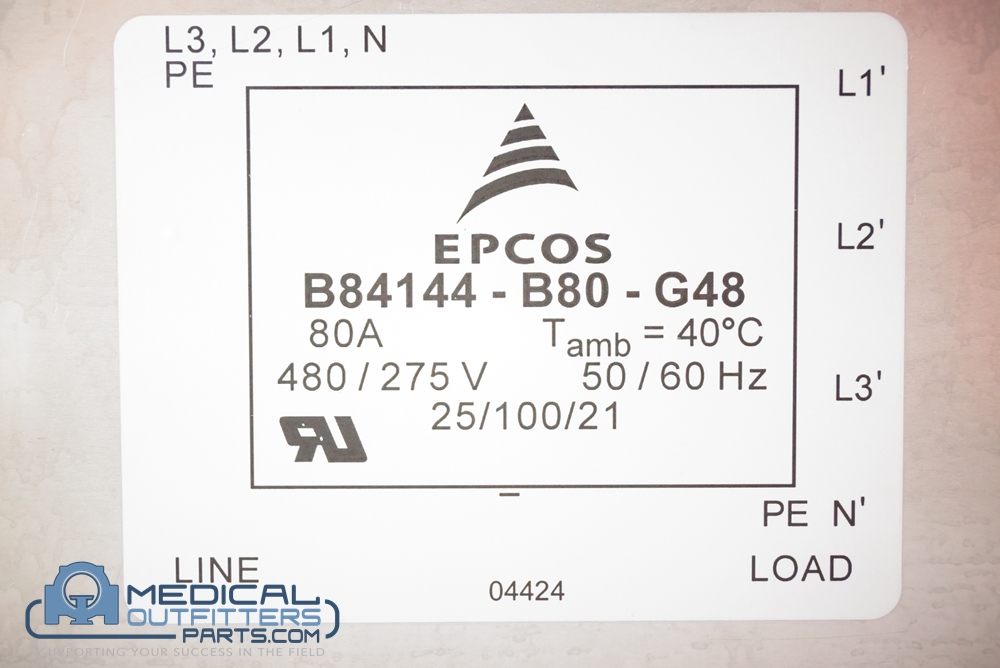 L3, L2, L1, N
PE
L1'
EPCOS
L2'
B84144 - B80 - G48
80A Tamb = 40°C
480 / 275 V 50 / 60 Hz
L3'
25/100/21
RU
PE N'
LINE
LOAD
04424
MEDICAL
OUTFITTERS
PARTS.COM
SUPPORTING YOUR SUCCESS IN THE FIELD